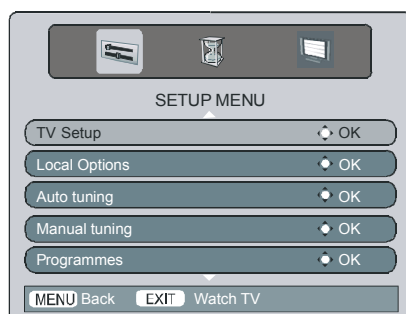 SETUP MENU
TV Setup OK
Local Options OK
Auto tuning OK
Manual tuning OK
Programmes OK
MENU Back EXIT Watch TV